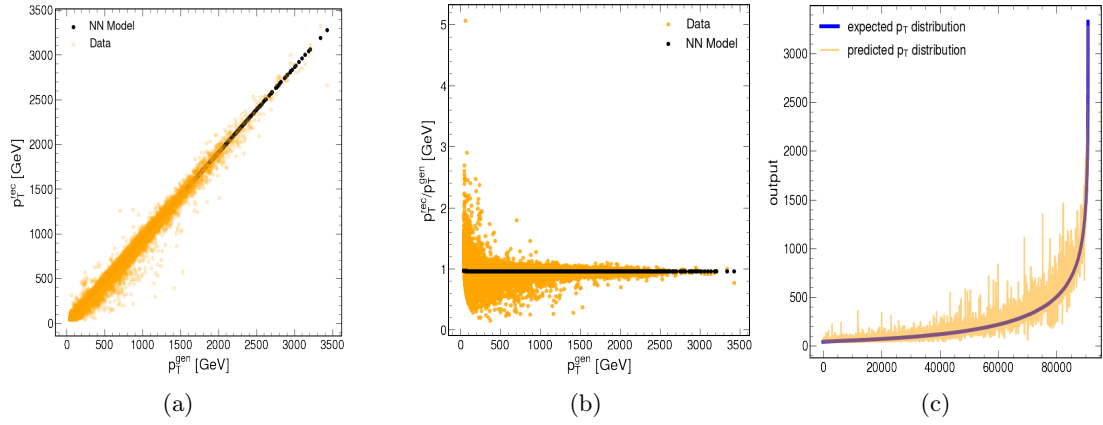 NN Model
Data
3500
3000
2500
2000
1500
1000
500
0
p_T^rec [GeV]
0 500 1000 1500 2000 2500 3000 3500
p_T^gen [GeV]
(a)
Data
NN Model
5
4
3
2
1
0
p_T^rec/p_T^gen [GeV]
0 500 1000 1500 2000 2500 3000 3500
p_T^gen [GeV]
(b)
expected p_T distribution
predicted p_T distribution
3000
2500
2000
1500
1000
500
0
output
0 20000 40000 60000 80000
(c)